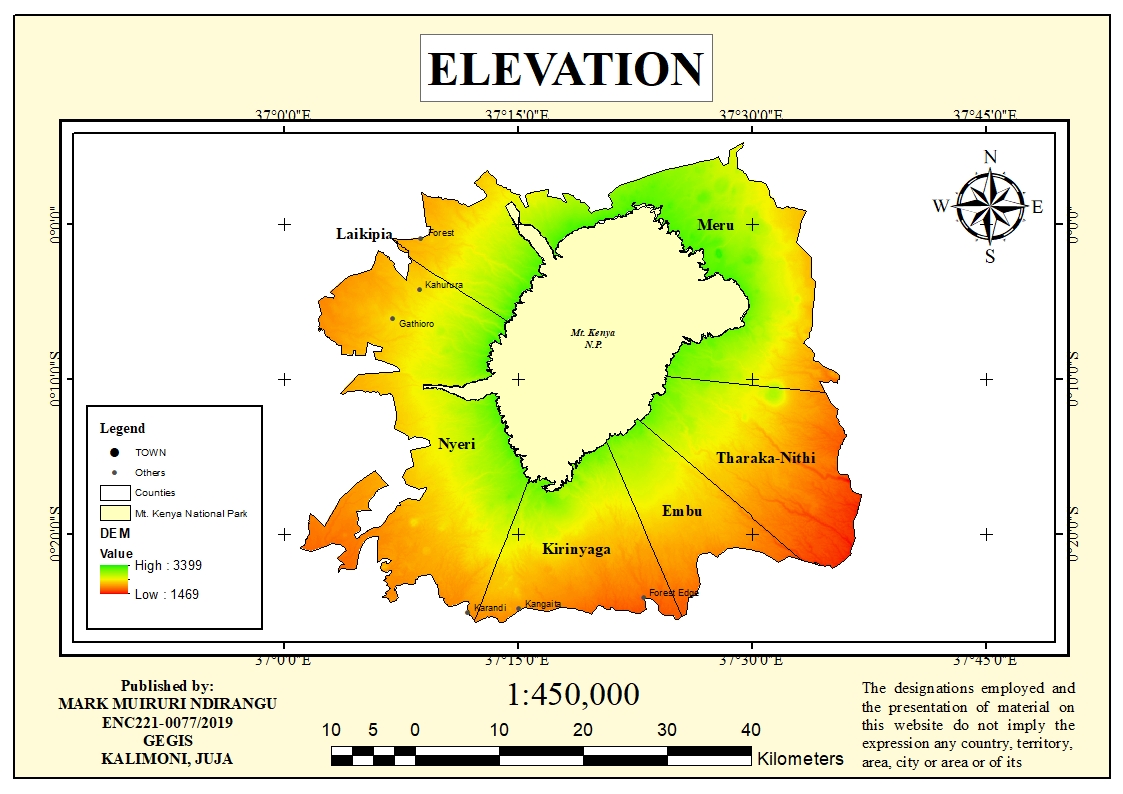 ELEVATION
37°0'0"E 37°15'0"E 37°30'0"E 37°45'0"E
N
W E
S
0°0'0"
0°0'0"
0°10'0"S
0°10'0"S
0°20'0"S
0°20'0"S
Meru
Laikipia
Forest
Kahurura
Gathioro
Mt. Kenya
N.P.
Nyeri
Tharaka-Nithi
Embu
Kirinyaga
Karandi
Kangaita
Forest Edge
Legend
TOWN
Others
Counties
Mt. Kenya National Park
DEM
Value
High : 3399
Low : 1469
37°0'0"E 37°15'0"E 37°30'0"E 37°45'0"E
Published by:
MARK MUIRURI NDIRANGU
ENC221-0077/2019
GEGIS
KALIMONI, JUJA
1:450,000
10 5 0 10 20 30 40
Kilometers
The designations employed and
the presentation of material on
this website do not imply the
expression any country, territory,
area, city or area or of its